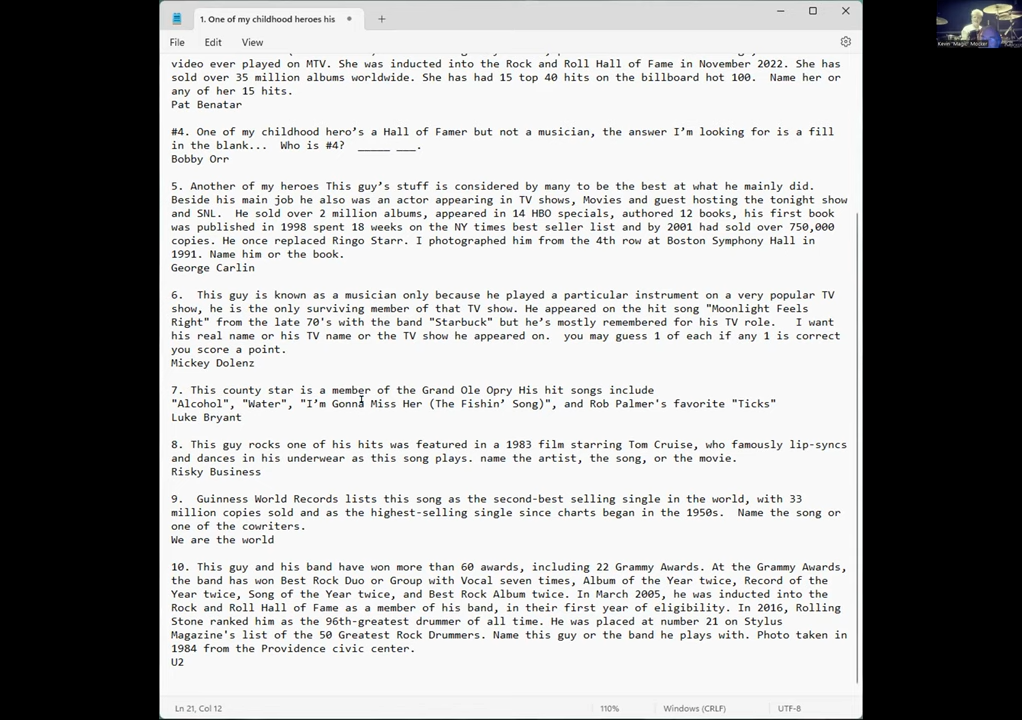 1. One of my childhood heroes his
File Edit View
video ever played on MTV. She was inducted into the Rock and Roll Hall of Fame in November 2022. She has
sold over 35 million albums worldwide. She has had 15 top 40 hits on the billboard hot 100.  Name her or
any of her 15 hits.
Pat Benatar
#4. One of my childhood hero’s a Hall of Famer but not a musician, the answer I’m looking for is a fill
in the blank...  Who is #4?  _____ ___.
Bobby Orr
5. Another of my heroes This guy’s stuff is considered by many to be the best at what he mainly did.
Beside his main job he also was an actor appearing in TV shows, Movies and guest hosting the tonight show
and SNL.  He sold over 2 million albums, appeared in 14 HBO specials, authored 12 books, his first book
was published in 1998 spent 18 weeks on the NY times best seller list and by 2001 had sold over 750,000
copies. He once replaced Ringo Starr. I photographed him from the 4th row at Boston Symphony Hall in
1991. Name him or the book.
George Carlin
6.  This guy is known as a musician only because he played a particular instrument on a very popular TV
show, he is the only surviving member of that TV show. He appeared on the hit song "Moonlight Feels
Right" from the late 70's with the band "Starbuck" but he’s mostly remembered for his TV role.   I want
his real name or his TV name or the TV show he appeared on.  you may guess 1 of each if any 1 is correct
you score a point.
Mickey Dolenz
7. This county star is a member of the Grand Ole Opry His hit songs include
"Alcohol", "Water", "I’m Gonna Miss Her (The Fishin’ Song)", and Rob Palmer's favorite "Ticks"
Luke Bryant
8. This guy rocks one of his hits was featured in a 1983 film starring Tom Cruise, who famously lip-syncs
and dances in his underwear as this song plays. name the artist, the song, or the movie.
Risky Business
9.  Guinness World Records lists this song as the second-best selling single in the world, with 33
million copies sold and as the highest-selling single since charts began in the 1950s.  Name the song or
one of the cowriters.
We are the world
10. This guy and his band have won more than 60 awards, including 22 Grammy Awards. At the Grammy Awards,
the band has won Best Rock Duo or Group with Vocal seven times, Album of the Year twice, Record of the
Year twice, Song of the Year twice, and Best Rock Album twice. In March 2005, he was inducted into the
Rock and Roll Hall of Fame as a member of his band, in their first year of eligibility. In 2016, Rolling
Stone ranked him as the 96th-greatest drummer of all time. He was placed at number 21 on Stylus
Magazine's list of the 50 Greatest Rock Drummers. Name this guy or the band he plays with. Photo taken in
1984 from the Providence civic center.
U2
Ln 21, Col 12 110% Windows (CRLF) UTF-8
Kevin "Magic"